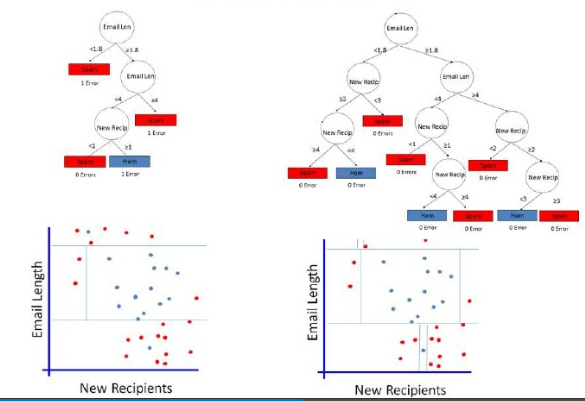 Email Len
<1.8
≥1.8
Spam
1 Error
Email Len
<4
≥4
New Recip
Spam
1 Error
<1
≥1
Spam
Ham
0 Errors
1 Error
Email Length
New Recipients
Email Len
<1.8
≥1.8
New Recip
Email Len
≥3
<3
<4
≥4
New Recip
Spam
0 Errors
New Recip
New Recip
≥4
<4
<1
≥1
<2
≥2
Spam
Ham
Spam
New Recip
Spam
New Recip
0 Error
0 Error
0 Errors
0 Error
<4
≥4
<3
≥3
Ham
Spam
Ham
Spam
0 Error
0 Error
0 Error
0 Error
Email Length
New Recipients